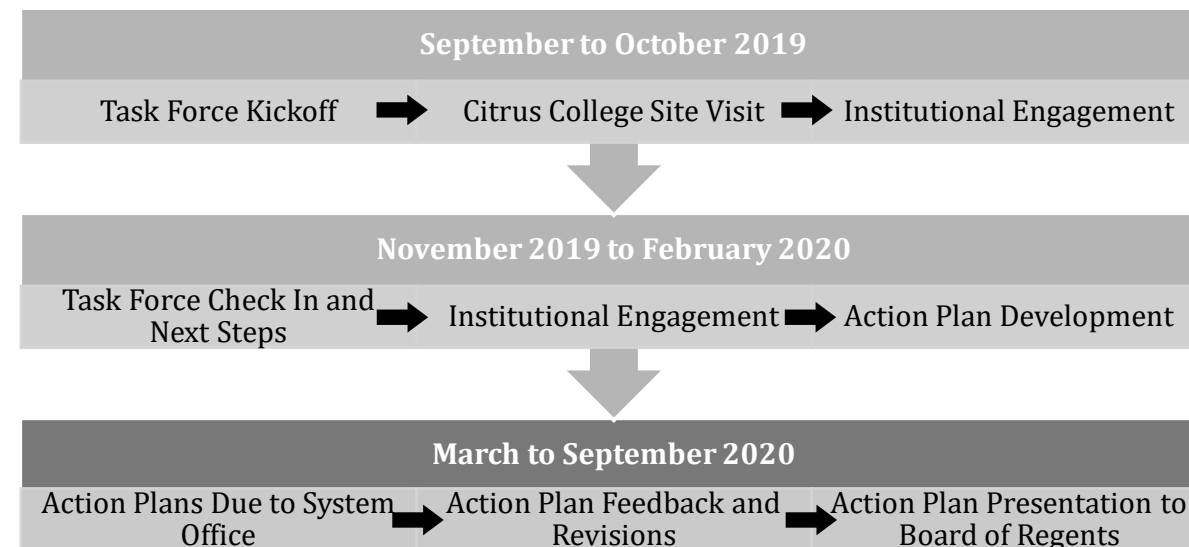 September to October 2019
Task Force Kickoff
Citrus College Site Visit
Institutional Engagement
November 2019 to February 2020
Task Force Check In and
Next Steps
Institutional Engagement
Action Plan Development
March to September 2020
Action Plans Due to System
Office
Action Plan Feedback and
Revisions
Action Plan Presentation to
Board of Regents